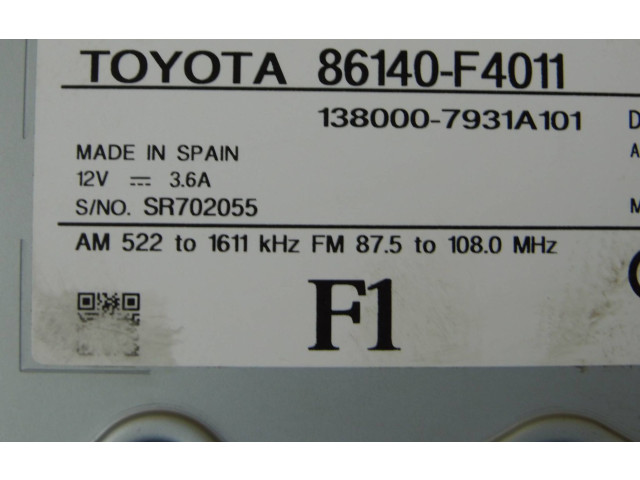 TOYOTA 86140-F4011
138000-7931A101 D
MADE IN SPAIN A
12V ⎓ 3.6A
S/NO. SR702055 M
AM 522 to 1611 kHz FM 87.5 to 108.0 MHz
F1